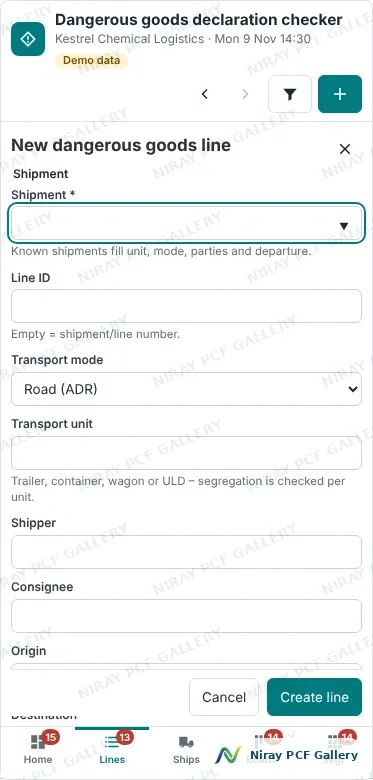 Dangerous goods declaration checker
Kestrel Chemical Logistics · Mon 9 Nov 14:30
Demo data
New dangerous goods line
Shipment
Shipment *
Known shipments fill unit, mode, parties and departure.
Line ID
Empty = shipment/line number.
Transport mode
Road (ADR)
Transport unit
Trailer, container, wagon or ULD – segregation is checked per
unit.
Shipper
Consignee
Origin
Cancel
Create line
Destination
15
13
14
14
Home
Lines
Ships
Niray PCF Gallery
NIRAY PCF GALLERY